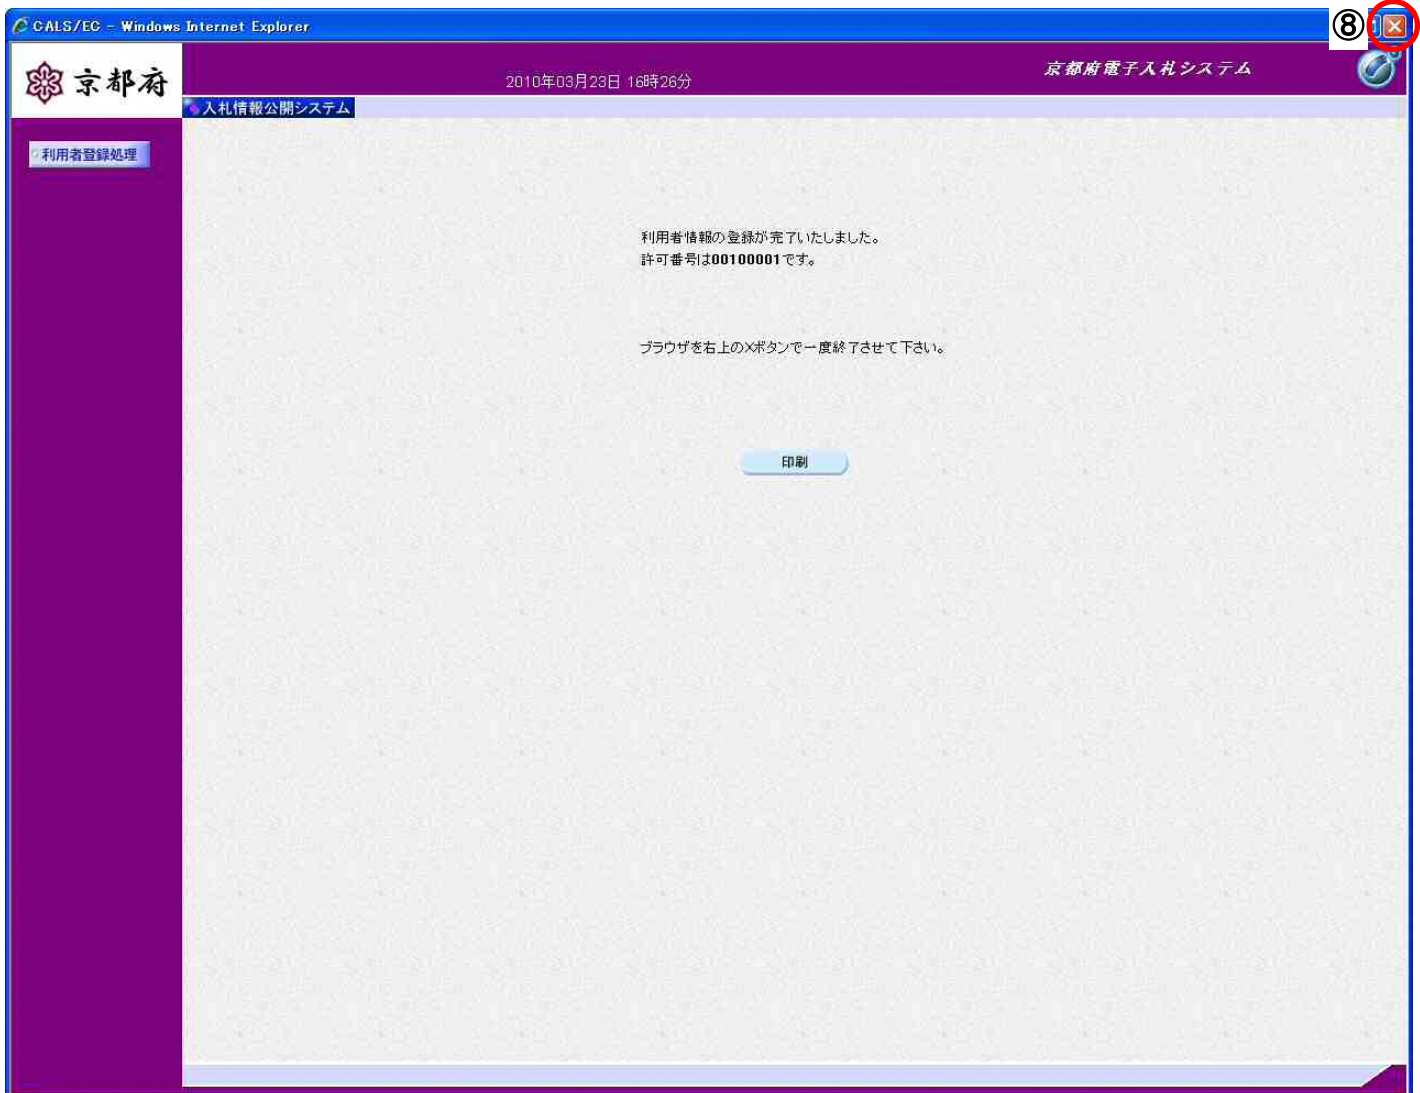 CALS/EC - Windows Internet Explorer
⑧
京都府
2010年03月23日 16時26分
京都府電子入札システム
入札情報公開システム
利用者登録処理
利用者情報の登録が完了いたしました。
許可番号は00100001です。
ブラウザを右上の×ボタンで一度終了させて下さい。
印刷